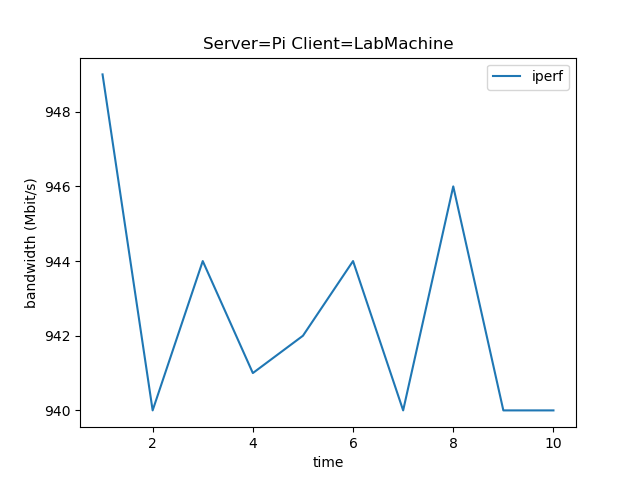 Server=Pi Client=LabMachine
iperf
bandwidth (Mbit/s)
948
946
944
942
940
2 4 6 8 10
time